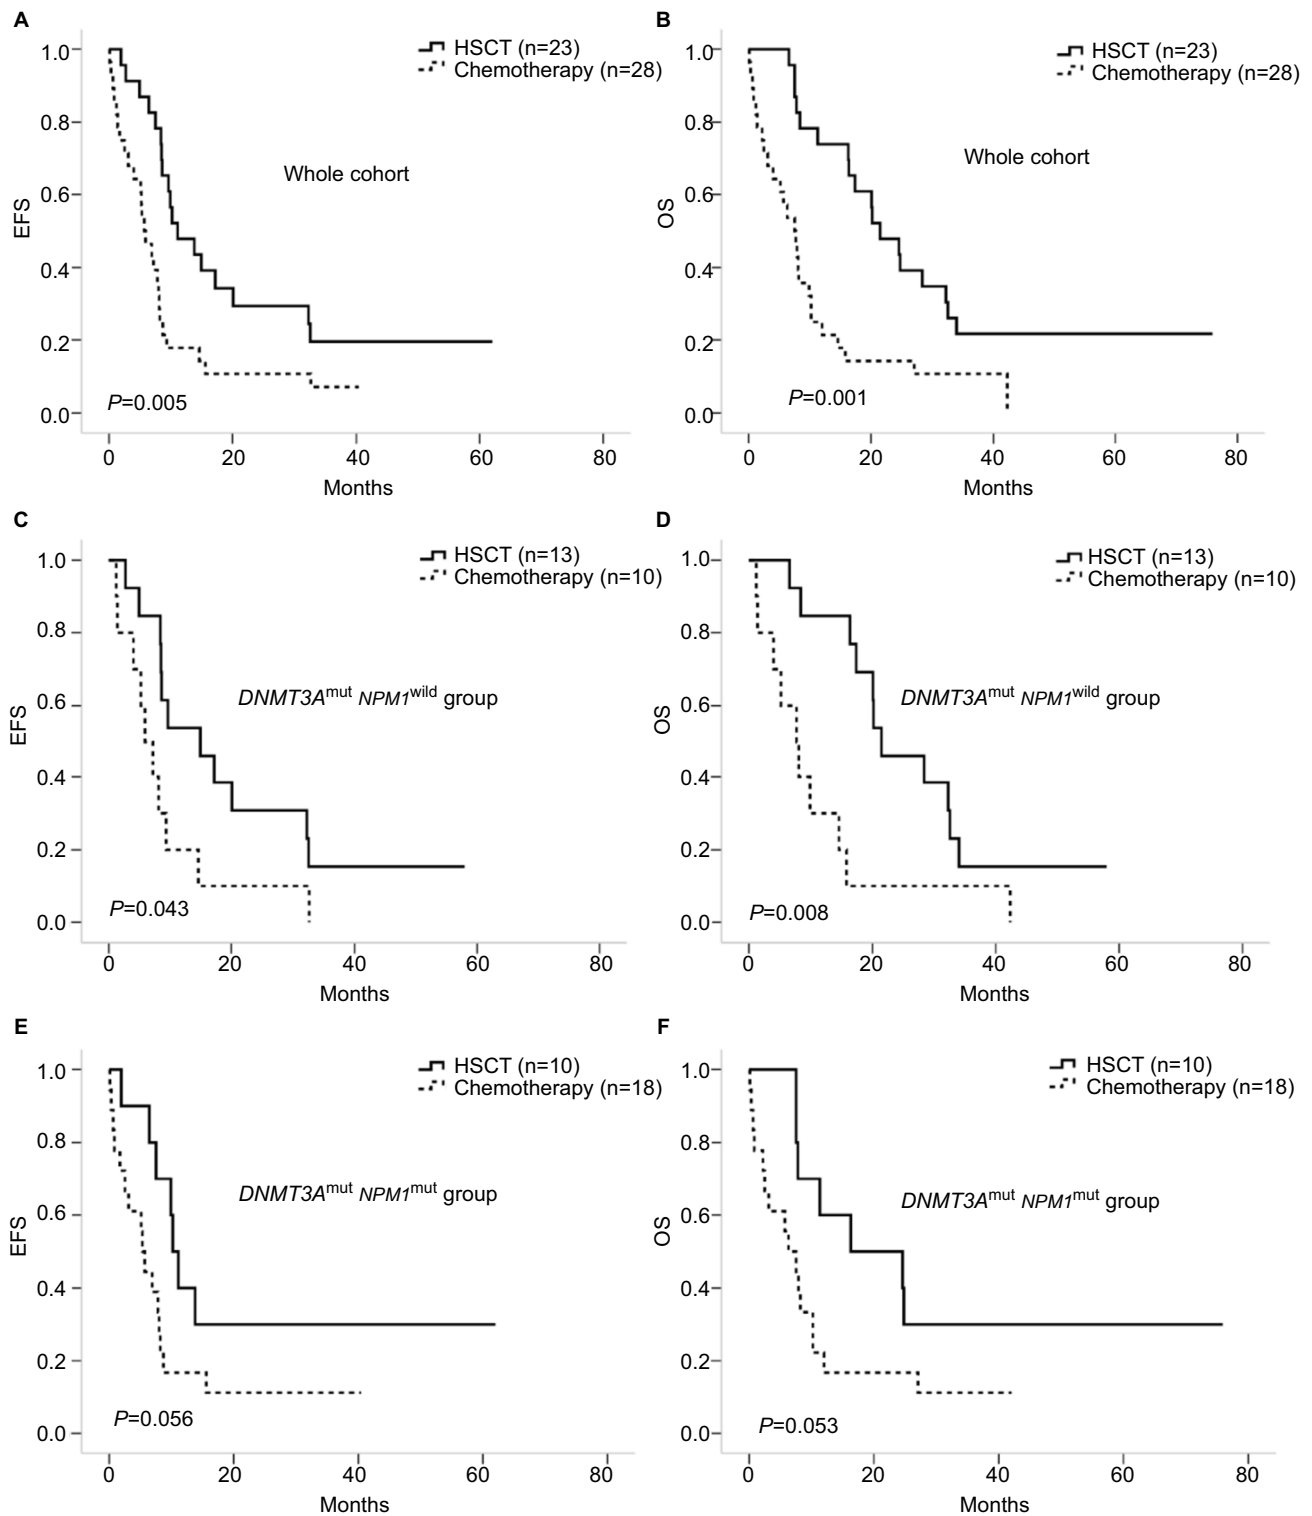 A
1.0
0.8
0.6
0.4
0.2
0.0
EFS
HSCT (n=23)
Chemotherapy (n=28)
Whole cohort
P=0.005
0 20 40 60 80
Months
B
1.0
0.8
0.6
0.4
0.2
0.0
OS
HSCT (n=23)
Chemotherapy (n=28)
Whole cohort
P=0.001
0 20 40 60 80
Months
C
1.0
0.8
0.6
0.4
0.2
0.0
EFS
HSCT (n=13)
Chemotherapy (n=10)
DNMT3Amut NPM1wild group
P=0.043
0 20 40 60 80
Months
D
1.0
0.8
0.6
0.4
0.2
0.0
OS
HSCT (n=13)
Chemotherapy (n=10)
DNMT3Amut NPM1wild group
P=0.008
0 20 40 60 80
Months
E
1.0
0.8
0.6
0.4
0.2
0.0
EFS
HSCT (n=10)
Chemotherapy (n=18)
DNMT3Amut NPM1mut group
P=0.056
0 20 40 60 80
Months
F
1.0
0.8
0.6
0.4
0.2
0.0
OS
HSCT (n=10)
Chemotherapy (n=18)
DNMT3Amut NPM1mut group
P=0.053
0 20 40 60 80
Months